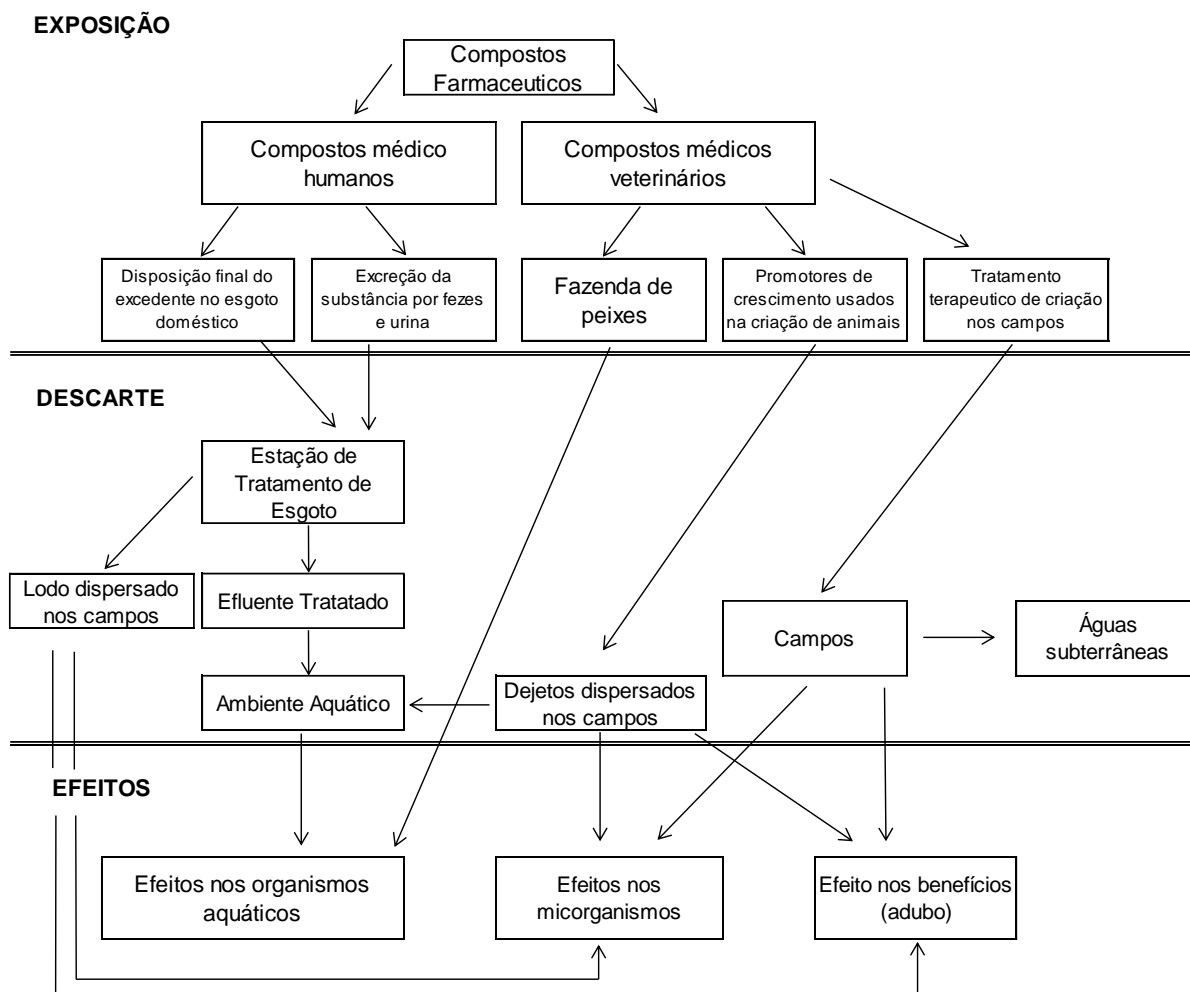 EXPOSIÇÃO
Compostos
Farmaceuticos
Compostos médico
humanos
Compostos médicos
veterinários
Disposição final do
excedente no esgoto
doméstico
Excreção da
substância por fezes
e urina
Fazenda de
peixes
Promotores de
crescimento usados
na criação de animais
Tratamento
terapeutico de criação
nos campos
DESCARTE
Estação de
Tratamento de
Esgoto
Lodo dispersado
nos campos
Efluente Tratatado
Campos
Águas
subterrâneas
Ambiente Aquático
Dejetos dispersados
nos campos
EFEITOS
Efeitos nos organismos
aquáticos
Efeitos nos
micorganismos
Efeito nos benefícios
(adubo)